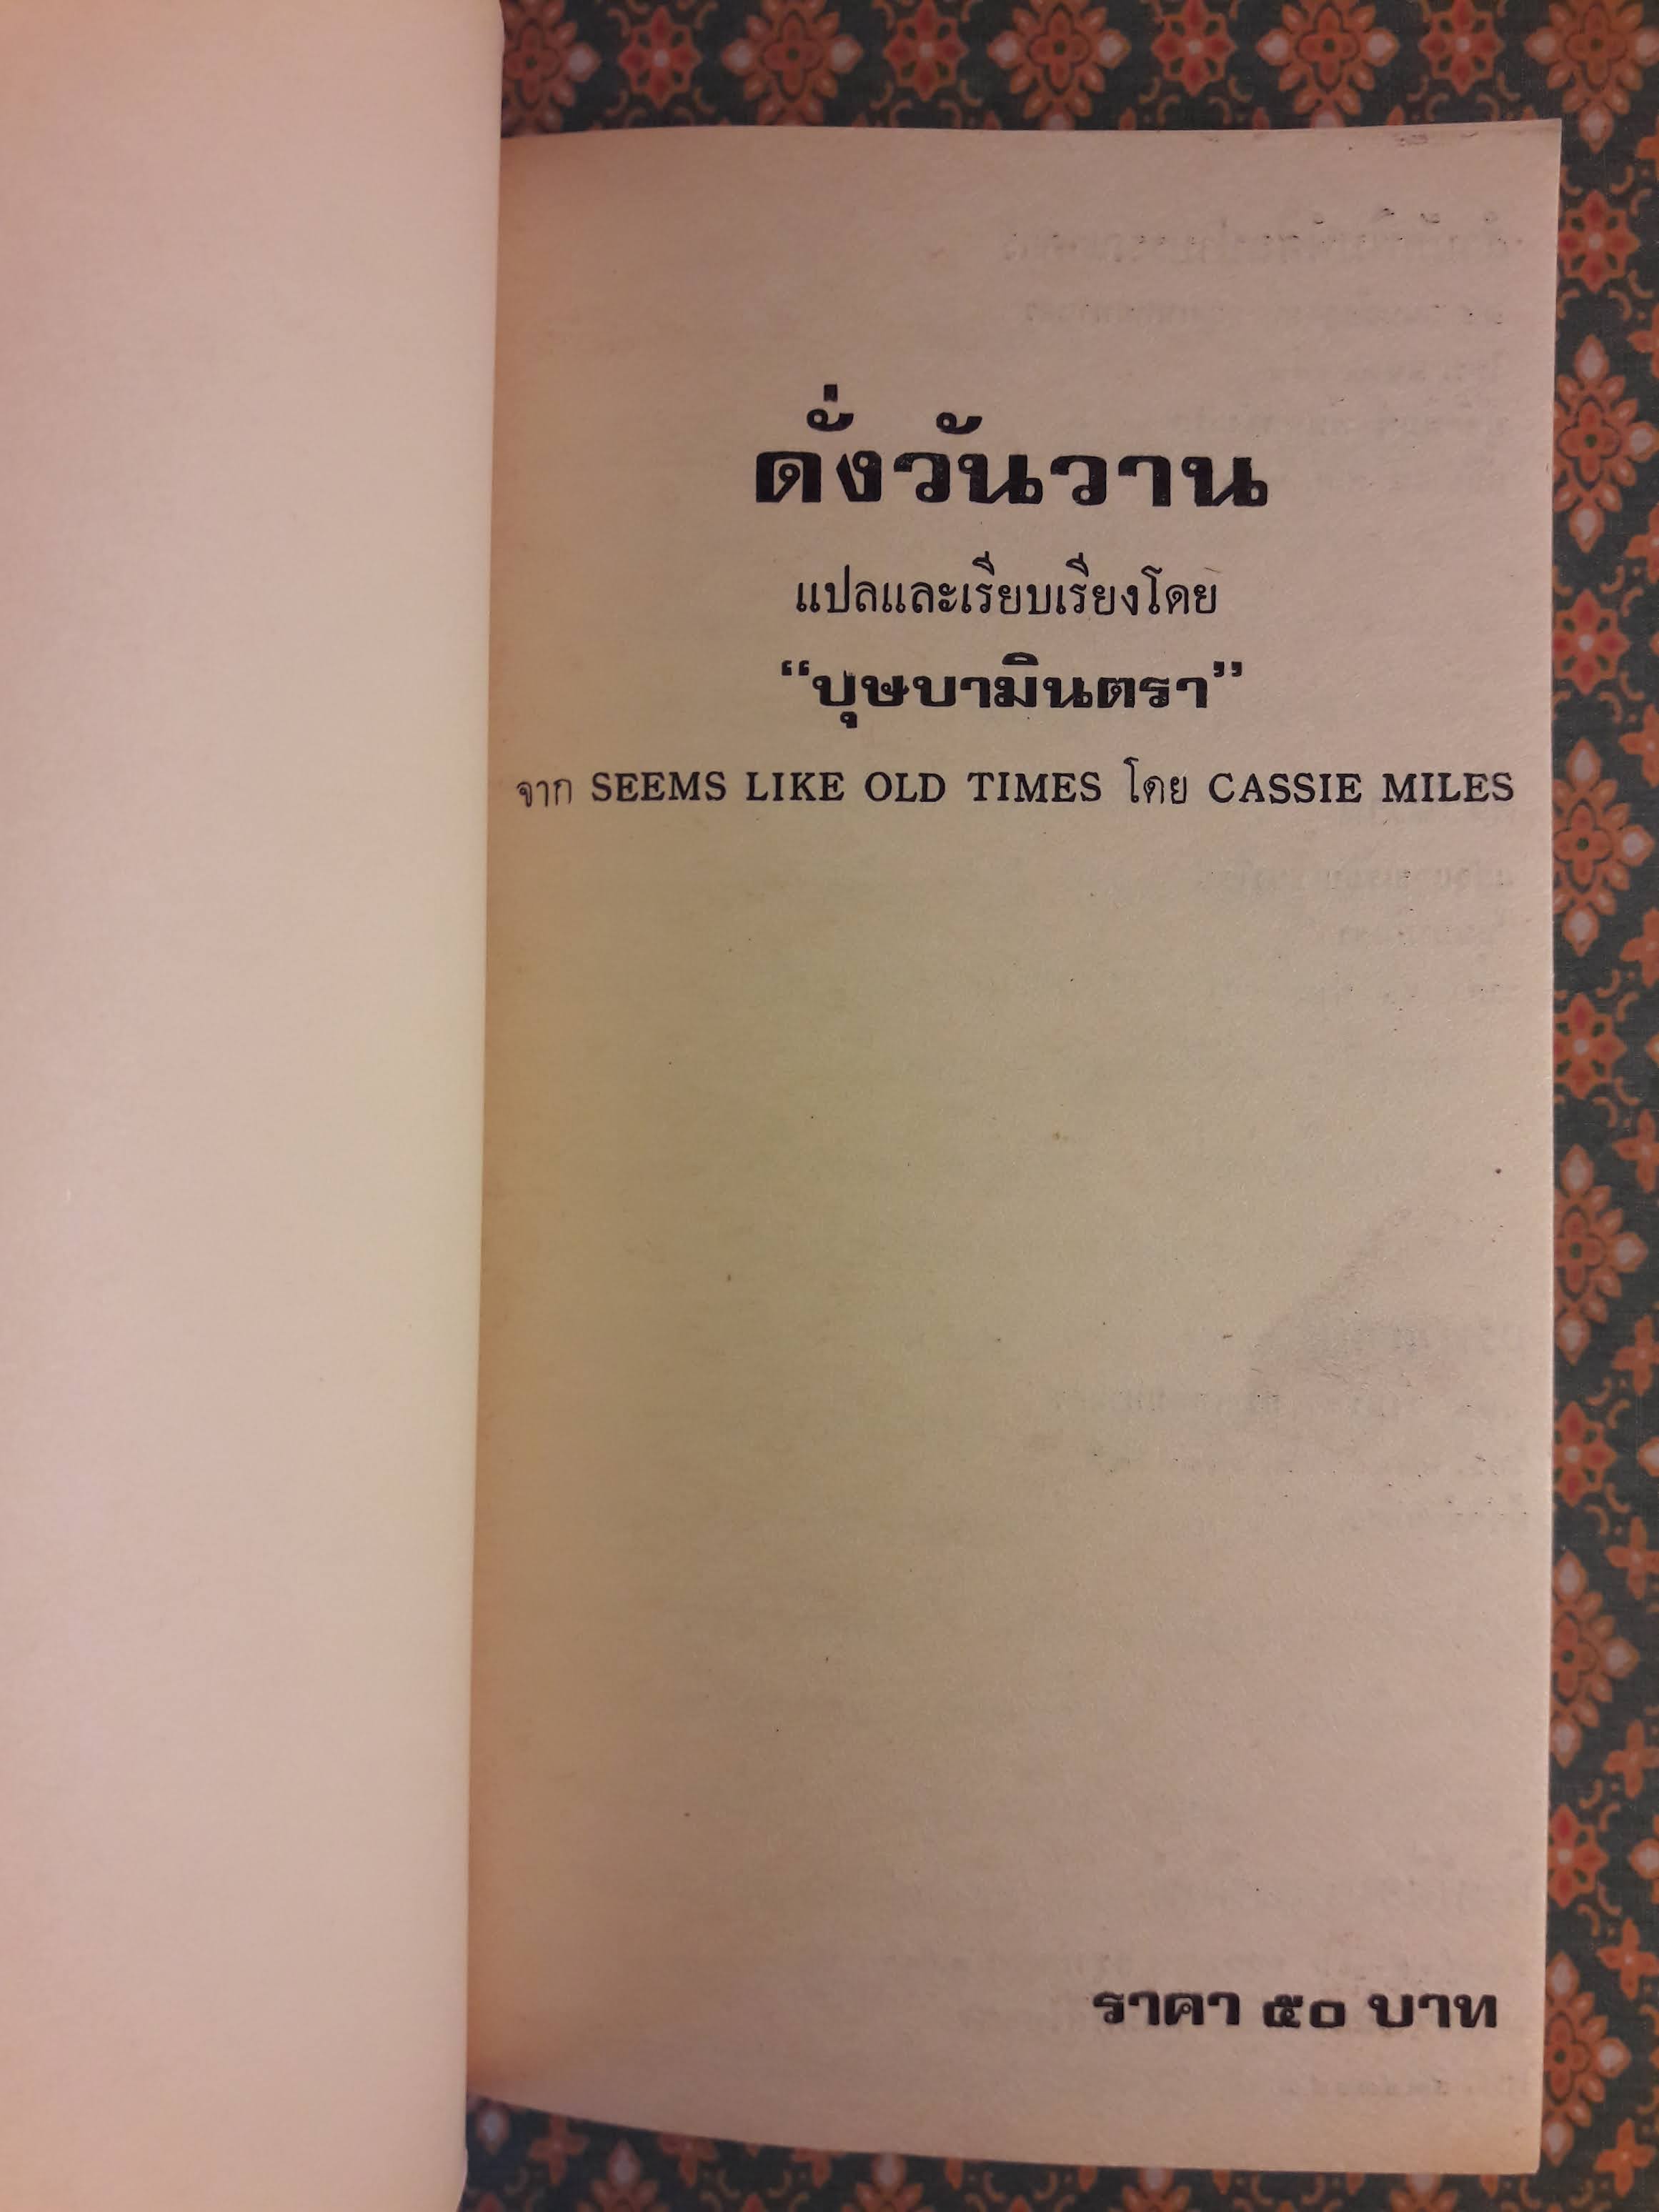 ดั่งวันวาน
แปลและเรียบเรียงโดย
“บุษบามินตรา”
จาก SEEMS LIKE OLD TIMES โดย CASSIE MILES
ราคา ๕๐ บาท